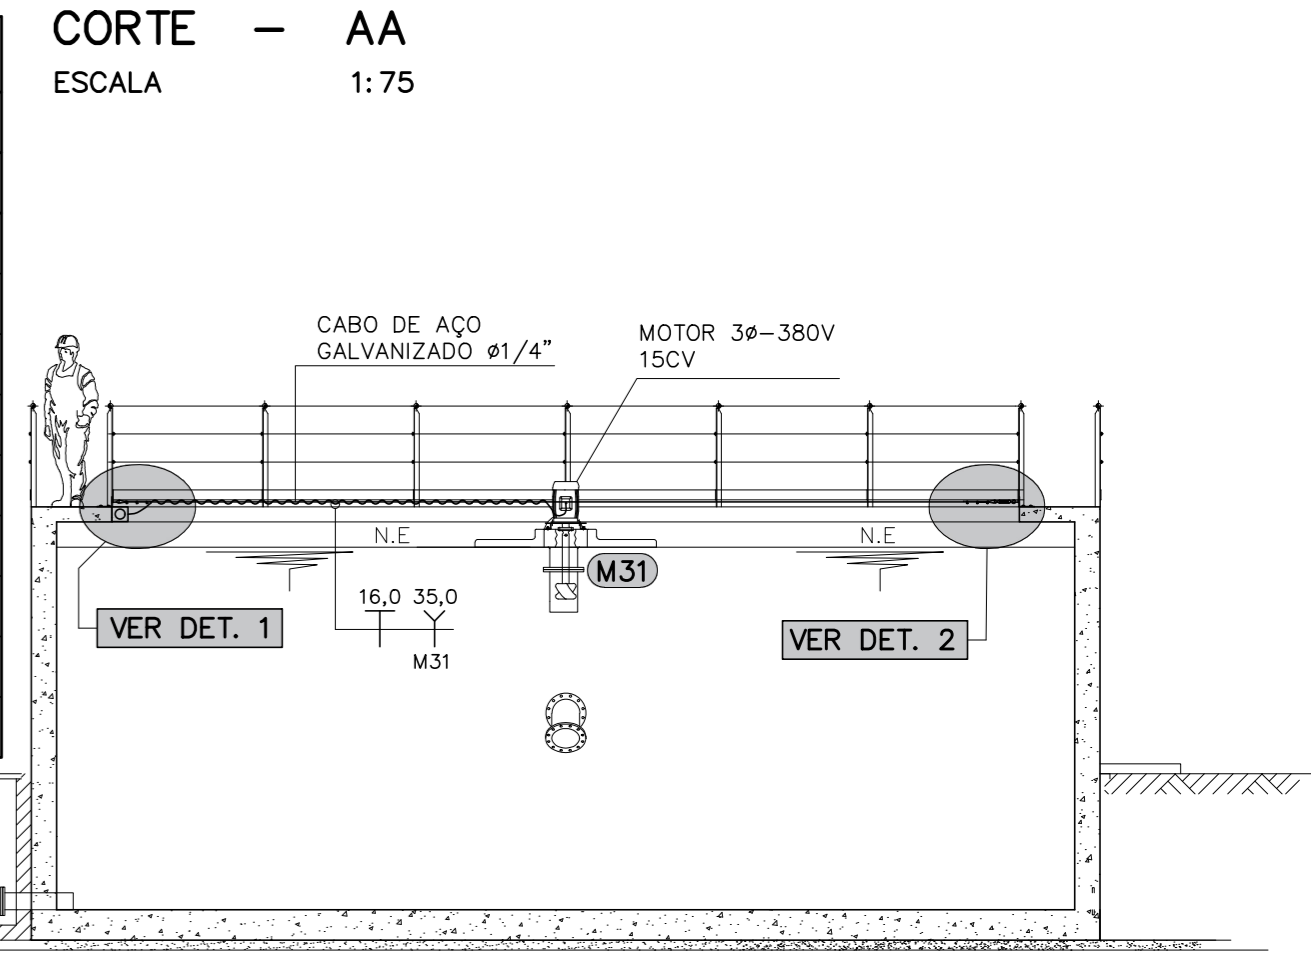 CORTE - AA
ESCALA 1:75
CABO DE AÇO
GALVANIZADO ø1/4”
MOTOR 3ø-380V
15CV
N.E
N.E
M31
16,0 35,0
M31
VER DET. 1
VER DET. 2